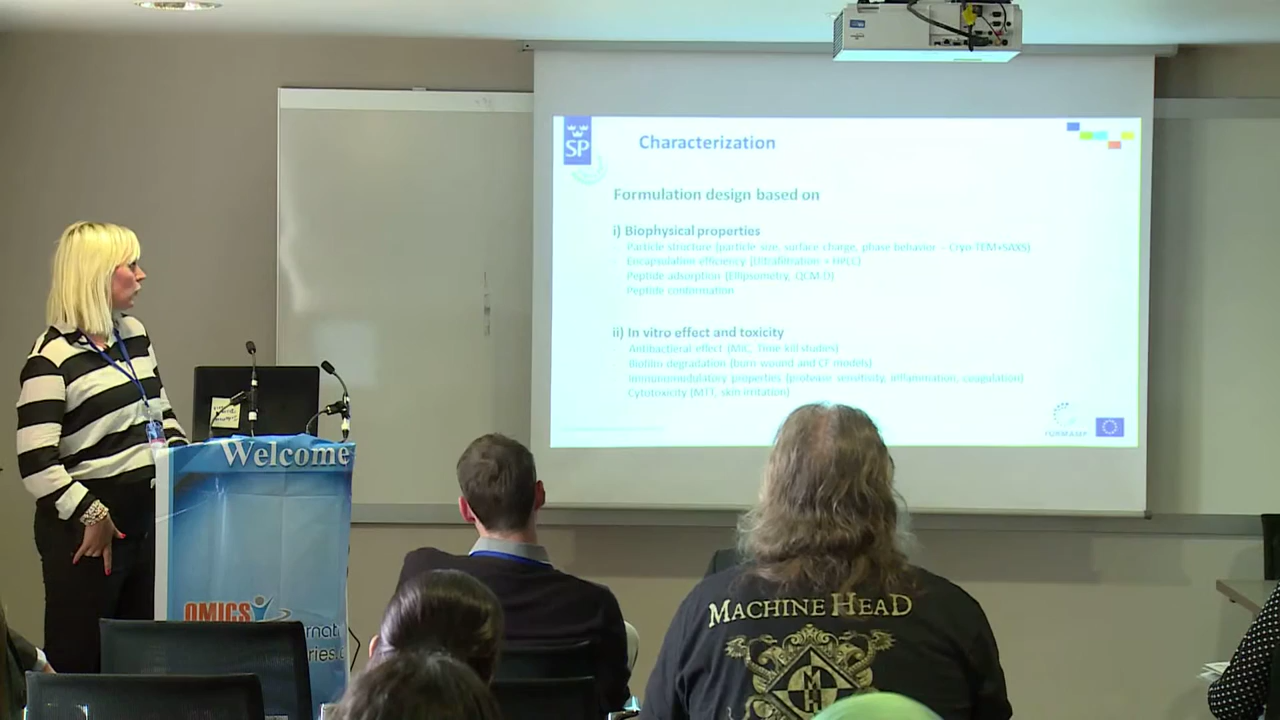 SP
Characterization
Formulation design based on
i) Biophysical properties
Particle structure (particle size, surface charge, phase behavior – Cryo-TEM+SAXS)
Encapsulation efficiency (Ultrafiltration + HPLC)
Peptide adsorption (Ellipsometry, QCM-D)
Peptide conformation
ii) In vitro effect and toxicity
Antibacterial effect (MIC, Time kill studies)
Biofilm degradation (burn wound and CF models)
Immunomodulatory properties (protease sensitivity, inflammation, coagulation)
Cytotoxicity (MTT, skin irritation)
FORMAMP
Welcome
OMICS
MACHINE HEAD